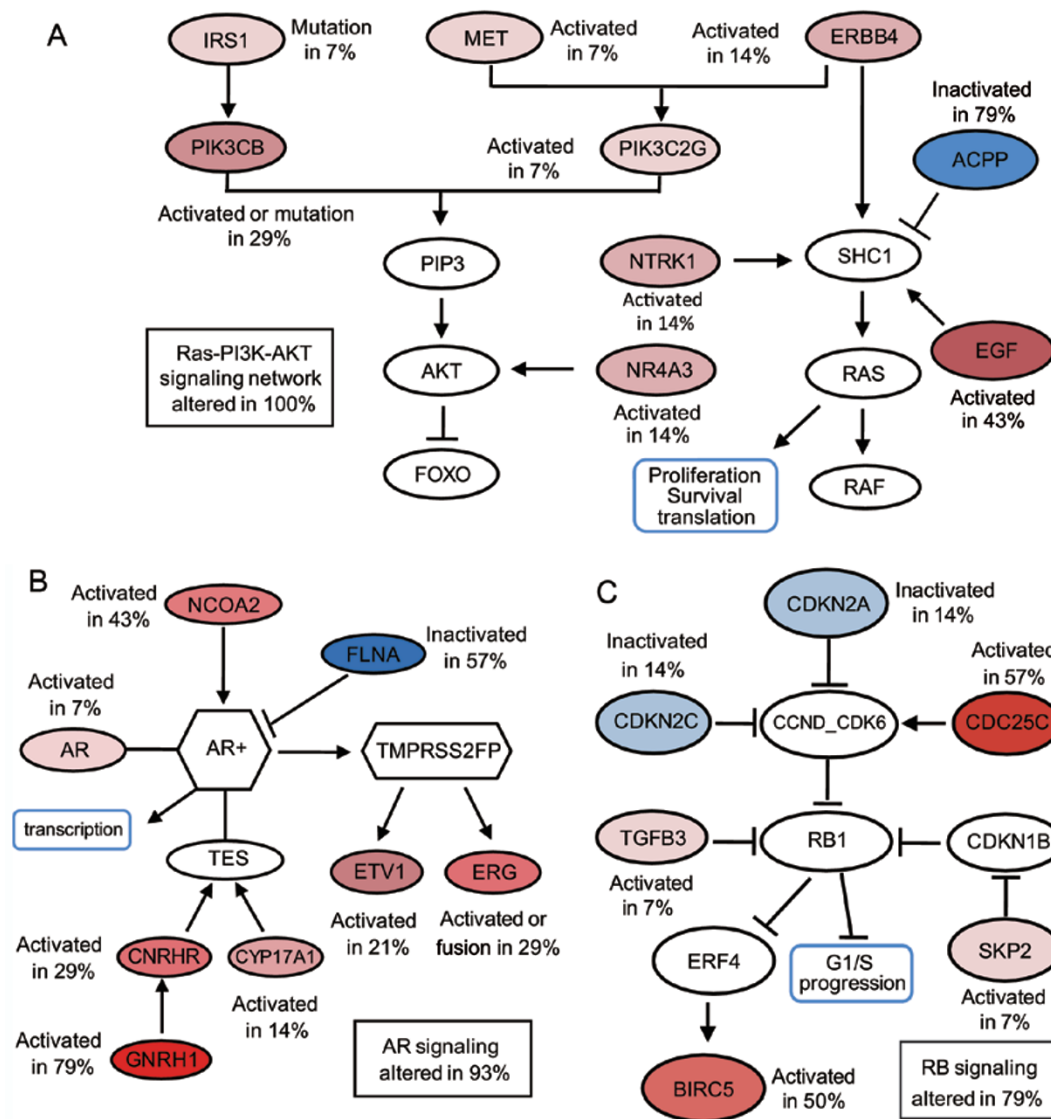 A
IRS1
Mutation
in 7%
MET
Activated
in 7%
Activated
in 14%
ERBB4
Inactivated
in 79%
PIK3CB
Activated
in 7%
PIK3C2G
ACPP
Activated or mutation
in 29%
PIP3
NTRK1
SHC1
Activated
in 14%
Ras-PI3K-AKT
signaling network
altered in 100%
AKT
NR4A3
RAS
EGF
Activated
in 14%
Activated
in 43%
FOXO
Proliferation
Survival
translation
RAF
B
Activated
in 43%
NCOA2
FLNA
Inactivated
in 57%
Activated
in 7%
AR
AR+
TMPRSS2FP
transcription
TES
ETV1
ERG
Activated
in 21%
Activated or
fusion in 29%
Activated
in 29%
CNRHR
CYP17A1
Activated
in 14%
Activated
in 79%
GNRH1
AR signaling
altered in 93%
C
CDKN2A
Inactivated
in 14%
Inactivated
in 14%
Activated
in 57%
CDKN2C
CCND_CDK6
CDC25C
TGFB3
RB1
CDKN1B
Activated
in 7%
ERF4
G1/S
progression
SKP2
Activated
in 7%
BIRC5
Activated
in 50%
RB signaling
altered in 79%